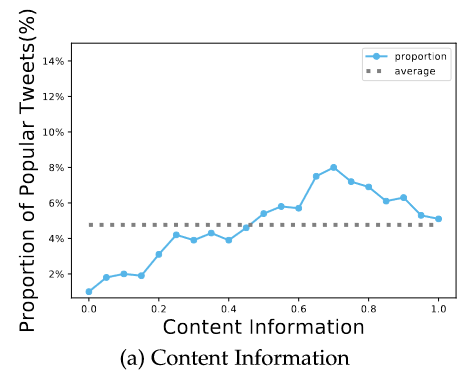 Proportion of Popular Tweets(%)
14%
12%
10%
8%
6%
4%
2%
proportion
average
0.0 0.2 0.4 0.6 0.8 1.0
Content Information
(a) Content Information